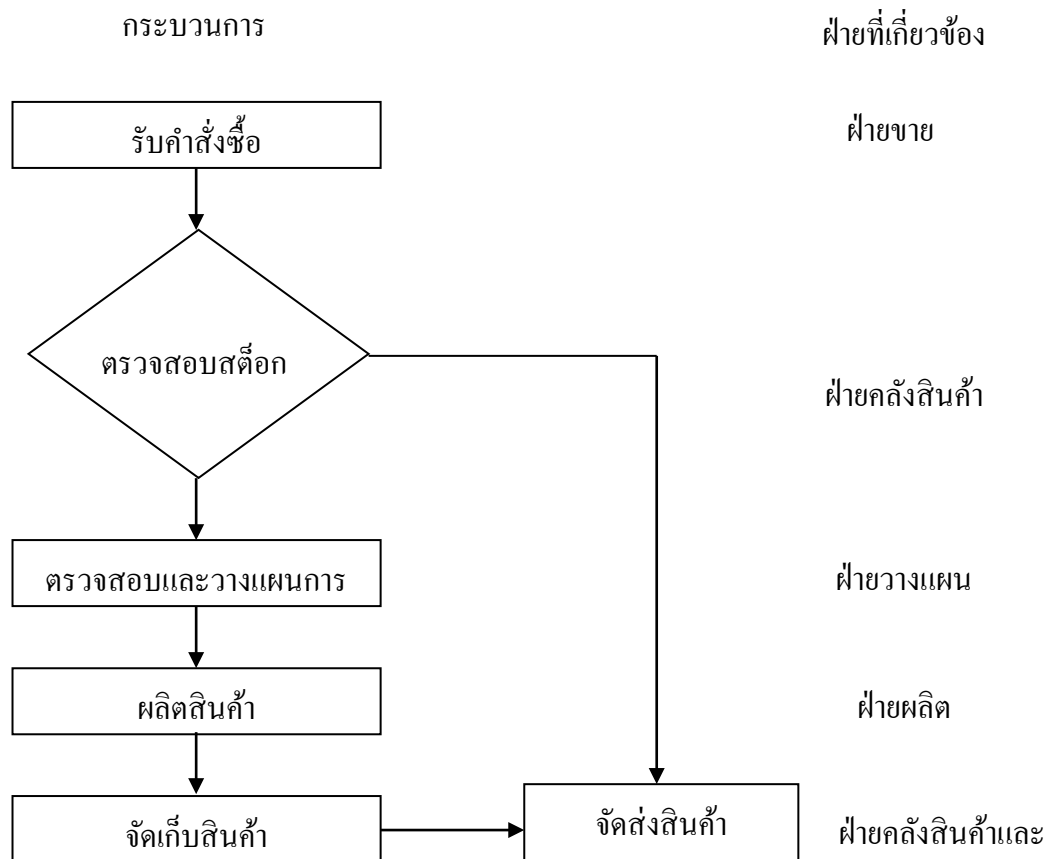 กระบวนการ
ฝ่ายที่เกี่ยวข้อง
รับคำสั่งซื้อ
ฝ่ายขาย
ตรวจสอบสต็อก
ฝ่ายคลังสินค้า
ตรวจสอบและวางแผนการ
ฝ่ายวางแผน
ผลิตสินค้า
ฝ่ายผลิต
จัดเก็บสินค้า
จัดส่งสินค้า
ฝ่ายคลังสินค้าและ